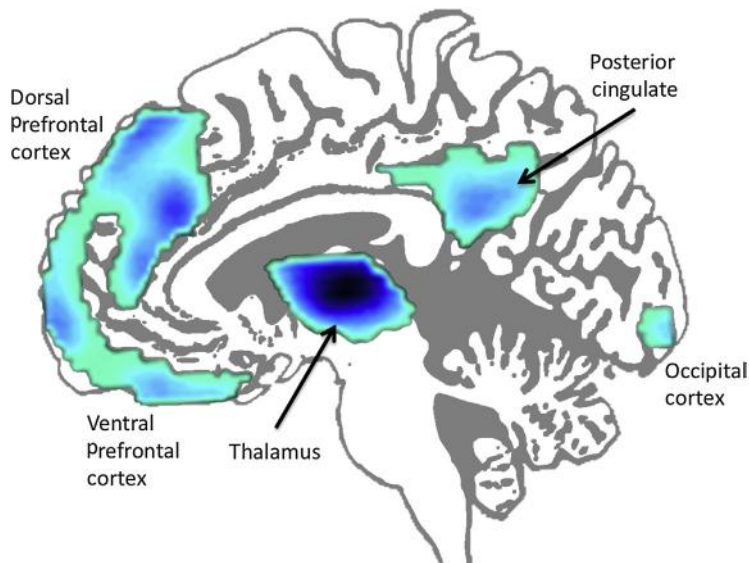 Dorsal
Prefrontal
cortex
Posterior
cingulate
Occipital
cortex
Ventral
Prefrontal
cortex
Thalamus